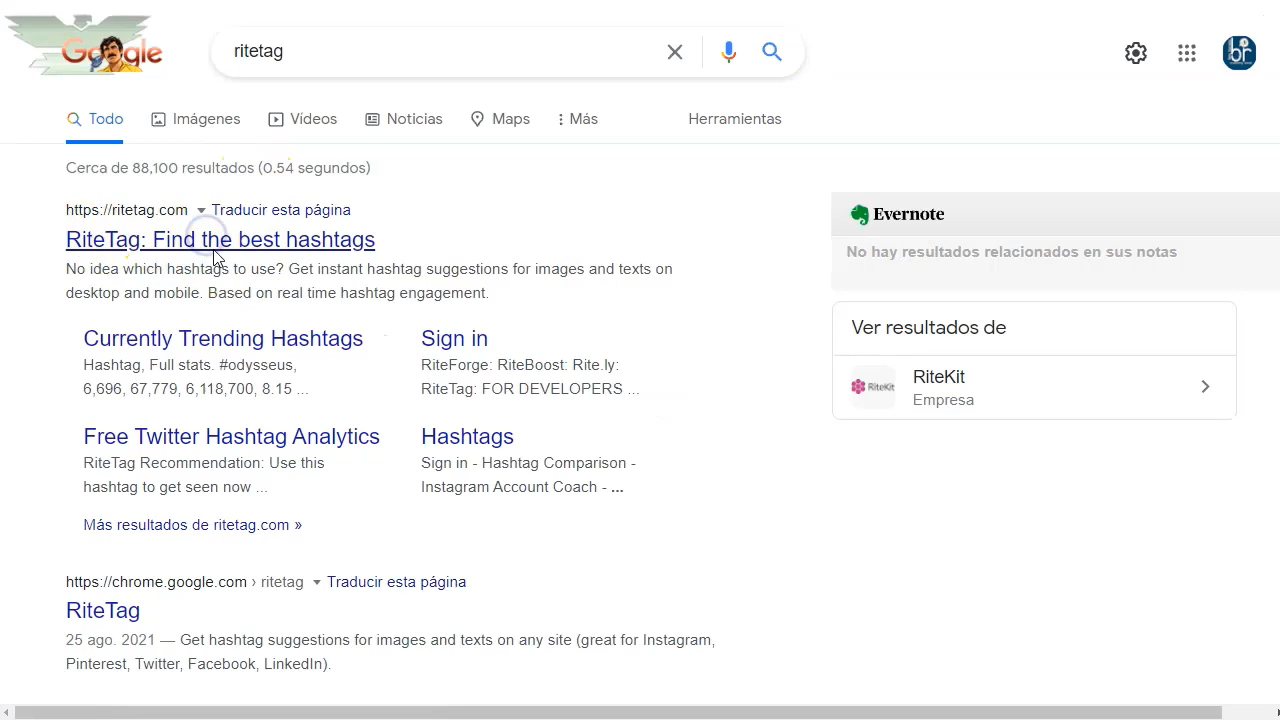 Google
ritetag
br
Todo
Imágenes
Vídeos
Noticias
Maps
Más
Herramientas
Cerca de 88,100 resultados (0.54 segundos)
https://ritetag.com Traducir esta página
RiteTag: Find the best hashtags
No idea which hashtags to use? Get instant hashtag suggestions for images and texts on
desktop and mobile. Based on real time hashtag engagement.
Currently Trending Hashtags
Hashtag, Full stats. #odysseus,
6,696, 67,779, 6,118,700, 8.15 ...
Sign in
RiteForge: RiteBoost: Rite.ly:
RiteTag: FOR DEVELOPERS ...
Free Twitter Hashtag Analytics
RiteTag Recommendation: Use this
hashtag to get seen now ...
Hashtags
Sign in - Hashtag Comparison -
Instagram Account Coach - ...
Más resultados de ritetag.com »
https://chrome.google.com › ritetag Traducir esta página
RiteTag
25 ago. 2021 — Get hashtag suggestions for images and texts on any site (great for Instagram,
Pinterest, Twitter, Facebook, LinkedIn).
Evernote
No hay resultados relacionados en sus notas
Ver resultados de
RiteKit
RiteKit
Empresa